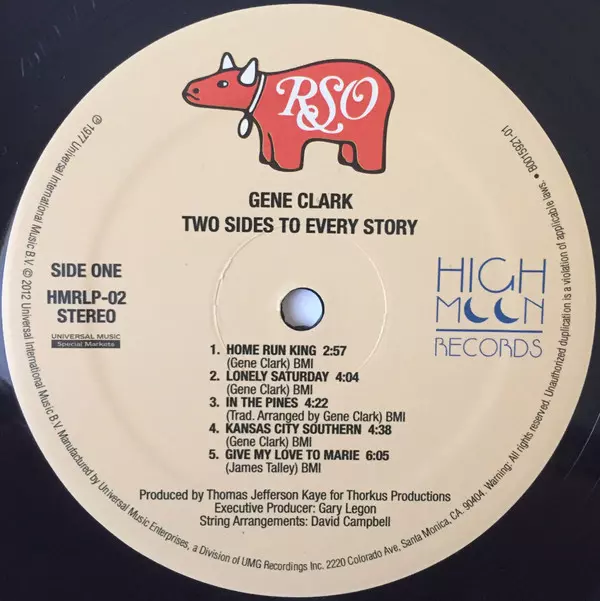 RSO
GENE CLARK
TWO SIDES TO EVERY STORY
SIDE ONE
HMRLP-02
STEREO
UNIVERSAL MUSIC
Special Markets
HIGH
MOON
RECORDS
1. HOME RUN KING 2:57
(Gene Clark) BMI
2. LONELY SATURDAY 4:04
(Gene Clark) BMI
3. IN THE PINES 4:22
(Trad. Arranged by Gene Clark) BMI
4. KANSAS CITY SOUTHERN 4:38
(Gene Clark) BMI
5. GIVE MY LOVE TO MARIE 6:05
(James Talley) BMI
Produced by Thomas Jefferson Kaye for Thorkus Productions
Executive Producer: Gary Legon
String Arrangements: David Campbell
℗ 1977 Universal International Music B.V. © 2012 Universal International Music B.V. Manufactured by Universal Music Enterprises, a Division of UMG Recordings Inc. 2220 Colorado Ave, Santa Monica, CA. 90404. Warning: All rights reserved. Unauthorized duplication is a violation of applicable laws. • B0015921-01